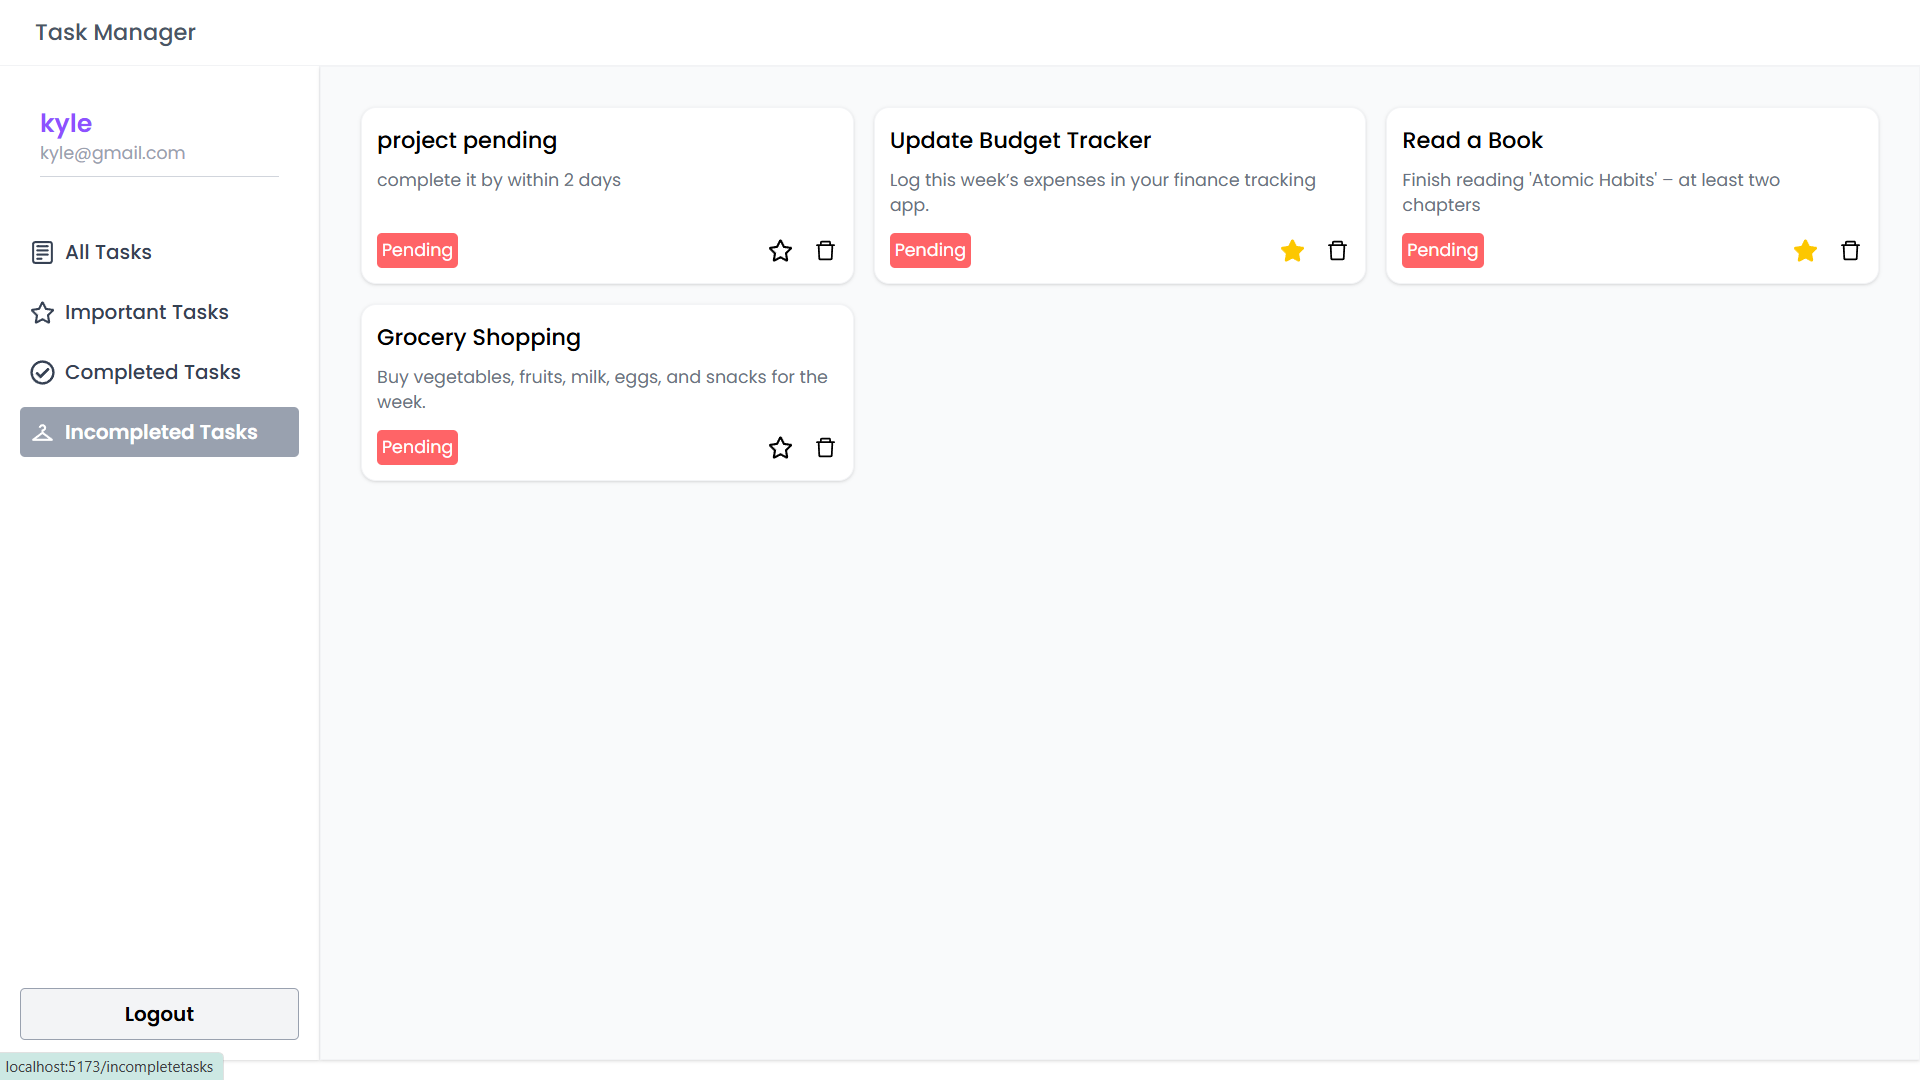 Task Manager
kyle
kyle@gmail.com
All Tasks
Important Tasks
Completed Tasks
Incompleted Tasks
Logout
project pending
complete it by within 2 days
Pending
Update Budget Tracker
Log this week’s expenses in your finance tracking
app.
Pending
Read a Book
Finish reading 'Atomic Habits' – at least two
chapters
Pending
Grocery Shopping
Buy vegetables, fruits, milk, eggs, and snacks for the
week.
Pending
localhost:5173/incompletetasks